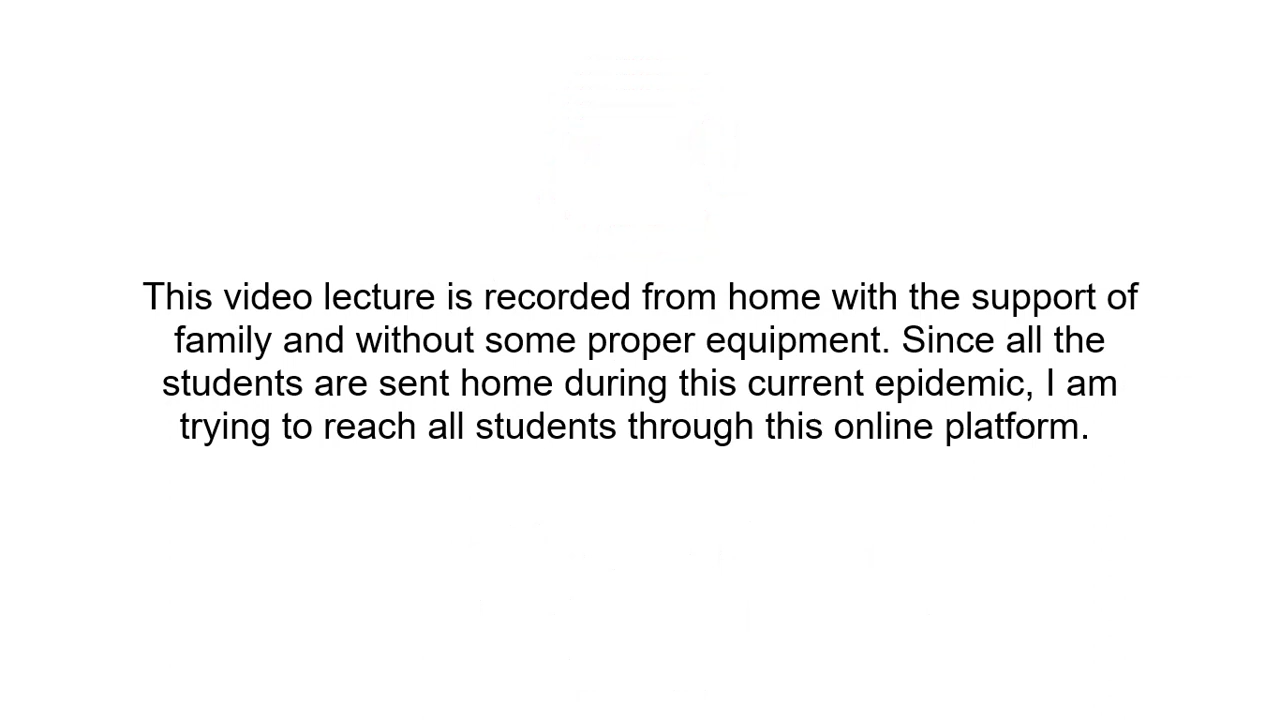 This video lecture is recorded from home with the support of
family and without some proper equipment. Since all the
students are sent home during this current epidemic, I am
trying to reach all students through this online platform.